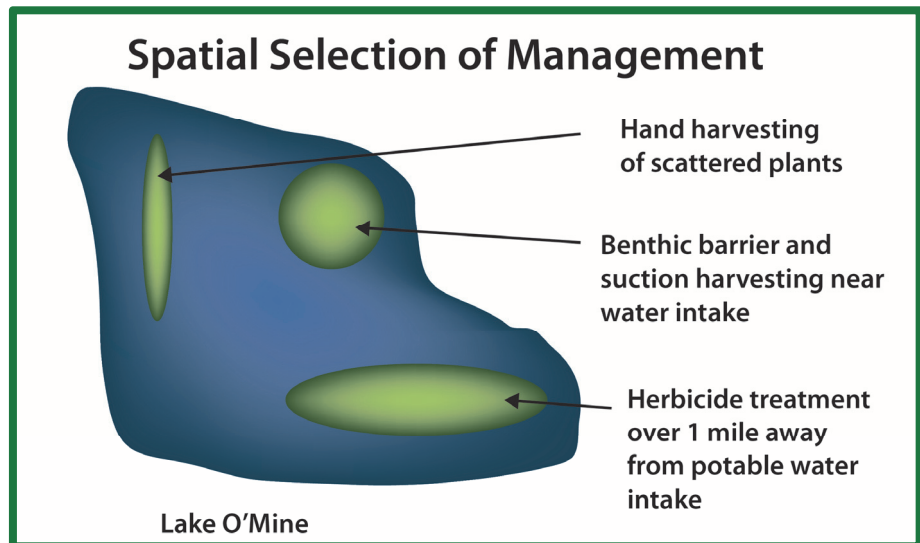 Spatial Selection of Management
Hand harvesting
of scattered plants
Benthic barrier and
suction harvesting near
water intake
Herbicide treatment
over 1 mile away
from potable water
intake
Lake O’Mine